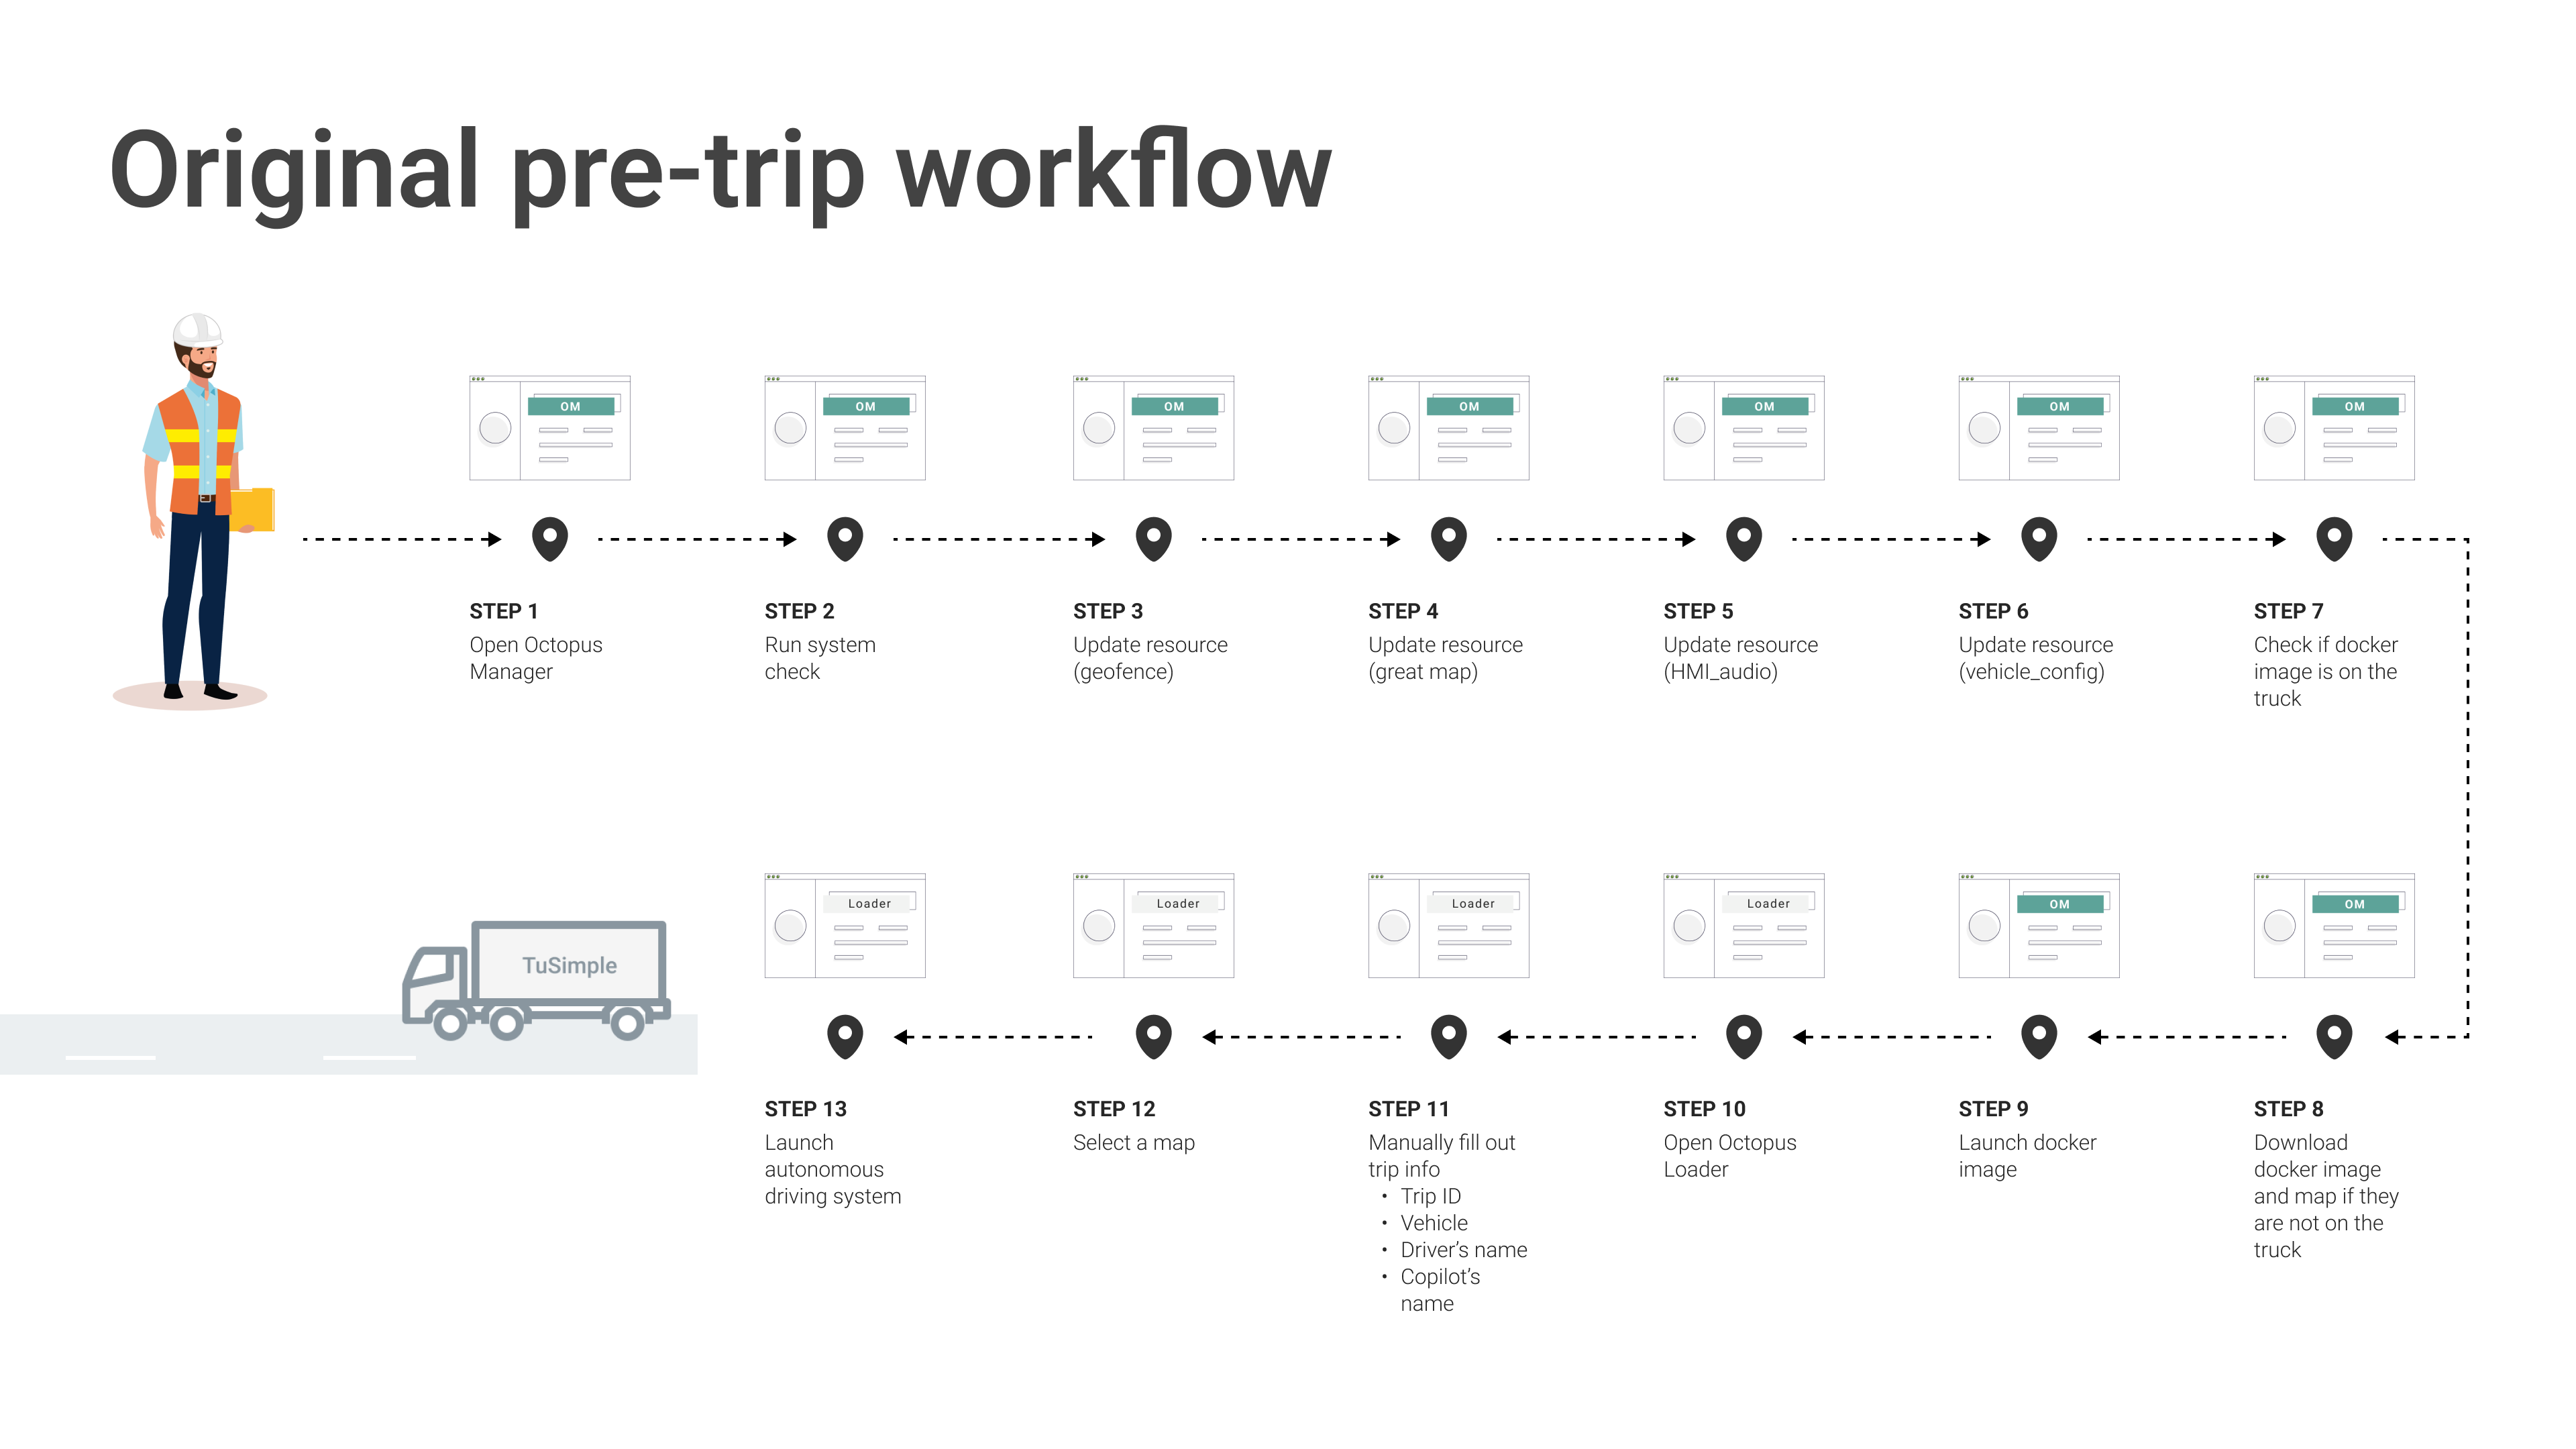 Original pre-trip workflow
OM
OM
OM
OM
OM
OM
OM
STEP 1
Open Octopus
Manager
STEP 2
Run system
check
STEP 3
Update resource
(geofence)
STEP 4
Update resource
(great map)
STEP 5
Update resource
(HMI_audio)
STEP 6
Update resource
(vehicle_config)
STEP 7
Check if docker
image is on the
truck
OM
STEP 8
Download
docker image
and map if they
are not on the
truck
OM
STEP 9
Launch docker
image
Loader
STEP 10
Open Octopus
Loader
Loader
STEP 11
Manually fill out
trip info
• Trip ID
• Vehicle
• Driver’s name
• Copilot’s
name
Loader
STEP 12
Select a map
Loader
STEP 13
Launch
autonomous
driving system
TuSimple